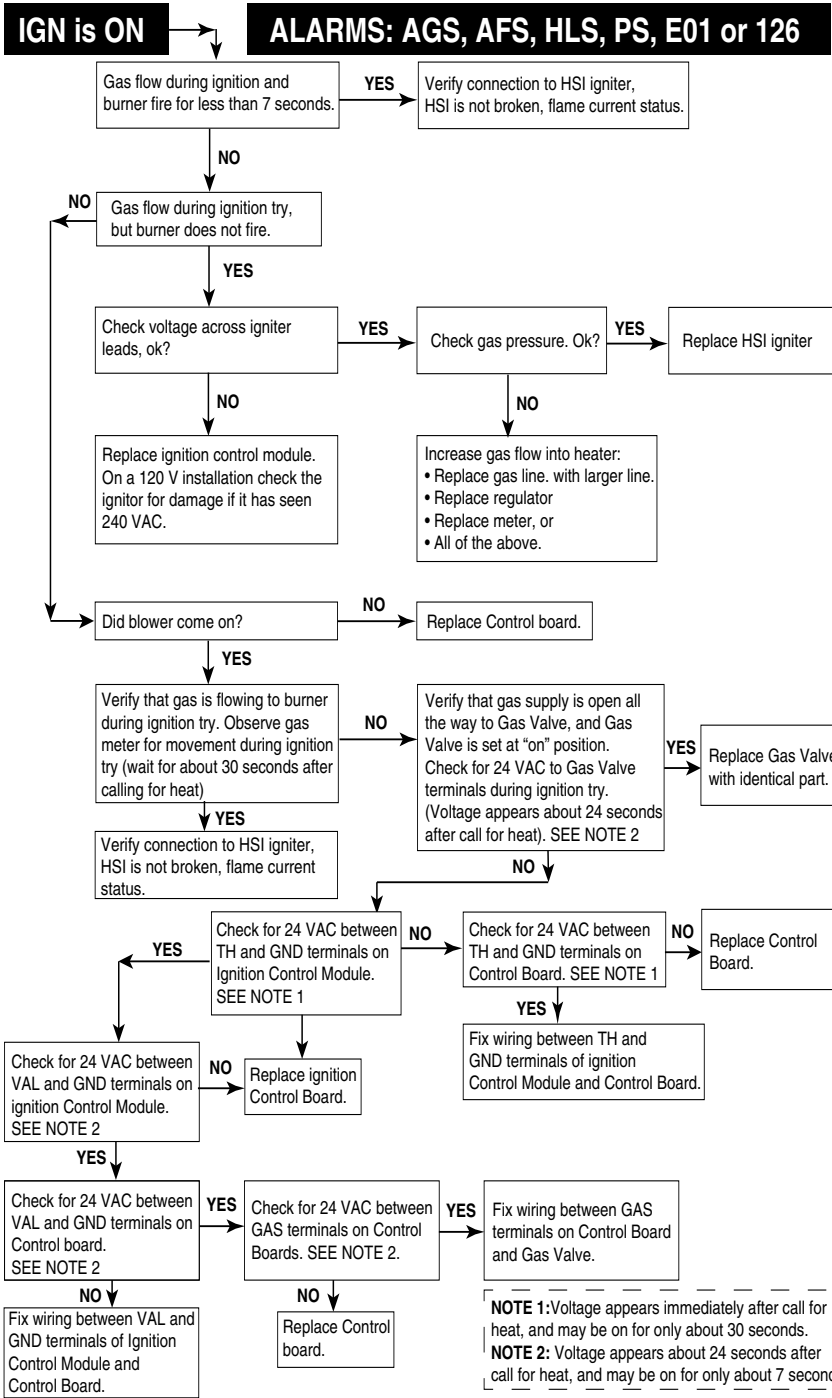 IGN is ON
ALARMS: AGS, AFS, HLS, PS, E01 or 126
Gas flow during ignition and
burner fire for less than 7 seconds.
YES
Verify connection to HSI igniter,
HSI is not broken, flame current status.
NO
NO
Gas flow during ignition try,
but burner does not fire.
YES
Check voltage across igniter
leads, ok?
YES
Check gas pressure. Ok?
YES
Replace HSI igniter
NO
NO
Replace ignition control module.
On a 120 V installation check the
ignitor for damage if it has seen
240 VAC.
Increase gas flow into heater:
• Replace gas line. with larger line.
• Replace regulator
• Replace meter, or
• All of the above.
Did blower come on?
NO
Replace Control board.
YES
Verify that gas is flowing to burner
during ignition try. Observe gas
meter for movement during ignition
try (wait for about 30 seconds after
calling for heat)
NO
Verify that gas supply is open all
the way to Gas Valve, and Gas
Valve is set at “on” position.
Check for 24 VAC to Gas Valve
terminals during ignition try.
(Voltage appears about 24 seconds
after call for heat). SEE NOTE 2
YES
Replace Gas Valve
with identical part.
YES
Verify connection to HSI igniter,
HSI is not broken, flame current
status.
NO
Check for 24 VAC between
TH and GND terminals on
Ignition Control Module.
SEE NOTE 1
YES
NO
Check for 24 VAC between
TH and GND terminals on
Control Board. SEE NOTE 1
NO
Replace Control
Board.
YES
Fix wiring between TH and
GND terminals of ignition
Control Module and Control Board.
Check for 24 VAC between
VAL and GND terminals on
ignition Control Module.
SEE NOTE 2
NO
Replace ignition
Control Board.
YES
Check for 24 VAC between
VAL and GND terminals on
Control board.
SEE NOTE 2
YES
Check for 24 VAC between
GAS terminals on Control
Boards. SEE NOTE 2.
YES
Fix wiring between GAS
terminals on Control Board
and Gas Valve.
NO
Fix wiring between VAL and
GND terminals of Ignition
Control Module and
Control Board.
NO
Replace Control
board.
NOTE 1:Voltage appears immediately after call for
heat, and may be on for only about 30 seconds.
NOTE 2: Voltage appears about 24 seconds after
call for heat, and may be on for only about 7 second